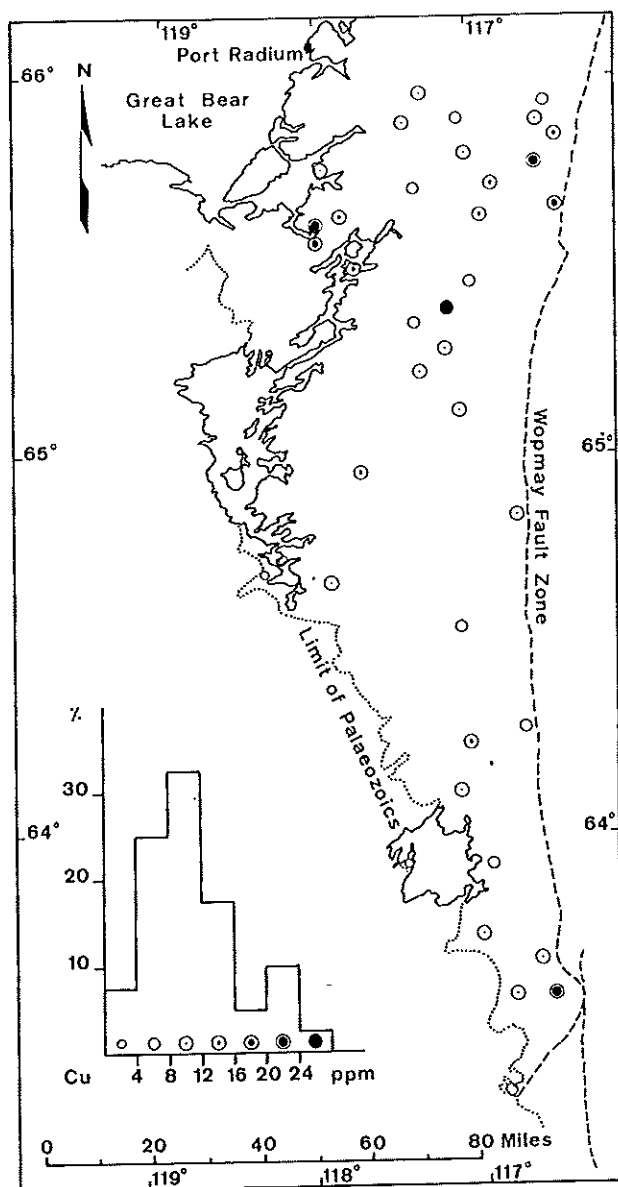 119° 117°
Port Radium
66°
N
Great Bear
Lake
65° 65°
Wopmay Fault Zone
Limit of Palaeozoics
%
30
64° 64°
20
10
Cu 4 8 12 16 20 24 ppm
0 20 40 60 80 Miles
119° 118° 117°